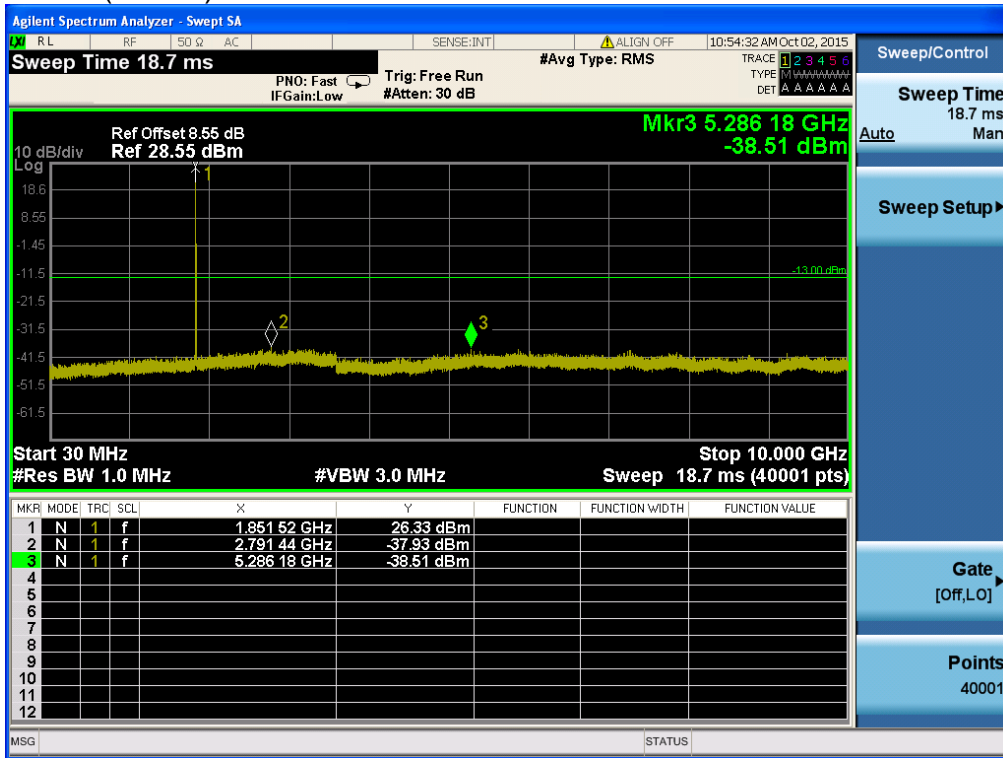 Agilent Spectrum Analyzer - Swept SA
LXI RL RF 50 Ω AC SENSE:INT ALIGN OFF 10:54:32 AM Oct 02, 2015
Sweep Time 18.7 ms
#Avg Type: RMS
TRACE 1 2 3 4 5 6
PNO: Fast Trig: Free Run
TYPE M W W W W W
IFGain:Low #Atten: 30 dB
DET A A A A A A
Sweep/Control
Sweep Time
18.7 ms
Auto Man
Sweep Setup
Gate
[Off,LO]
Points
40001
Mkr3 5.286 18 GHz
-38.51 dBm
Ref Offset 8.55 dB
10 dB/div Ref 28.55 dBm
Log
1
18.6
8.55
-1.45
-11.5
-13.00 dBm
-21.5
-31.5
2
3
-41.5
-51.5
-61.5
Start 30 MHz Stop 10.000 GHz
#Res BW 1.0 MHz #VBW 3.0 MHz Sweep 18.7 ms (40001 pts)
MKR MODE TRC SCL X Y FUNCTION FUNCTION WIDTH FUNCTION VALUE
1 N 1 f 1.851 52 GHz 26.33 dBm
2 N 1 f 2.791 44 GHz -37.93 dBm
3 N 1 f 5.286 18 GHz -38.51 dBm
4
5
6
7
8
9
10
11
12
MSG STATUS